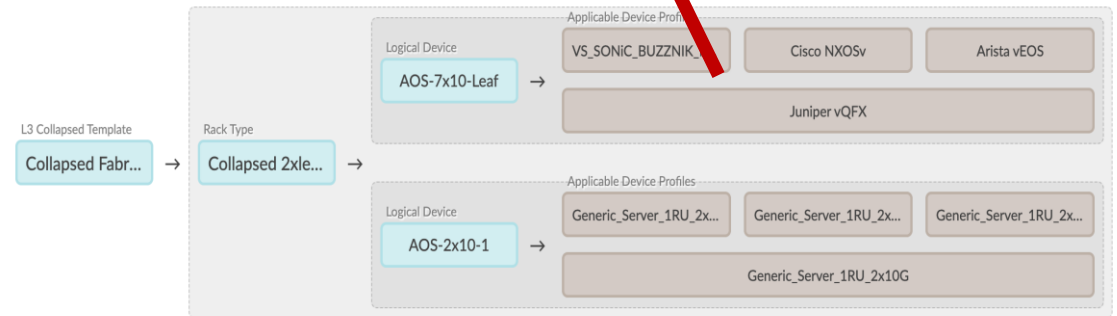 Applicable Device Profi
Logical Device
VS_SONiC_BUZZNIK_
Cisco NXOSv
Arista vEOS
AOS-7x10-Leaf
→
Juniper vQFX
L3 Collapsed Template
Rack Type
Collapsed Fabr...
→
Collapsed 2xle...
→
Applicable Device Profiles
Logical Device
Generic_Server_1RU_2x...
Generic_Server_1RU_2x...
Generic_Server_1RU_2x...
AOS-2x10-1
→
Generic_Server_1RU_2x10G